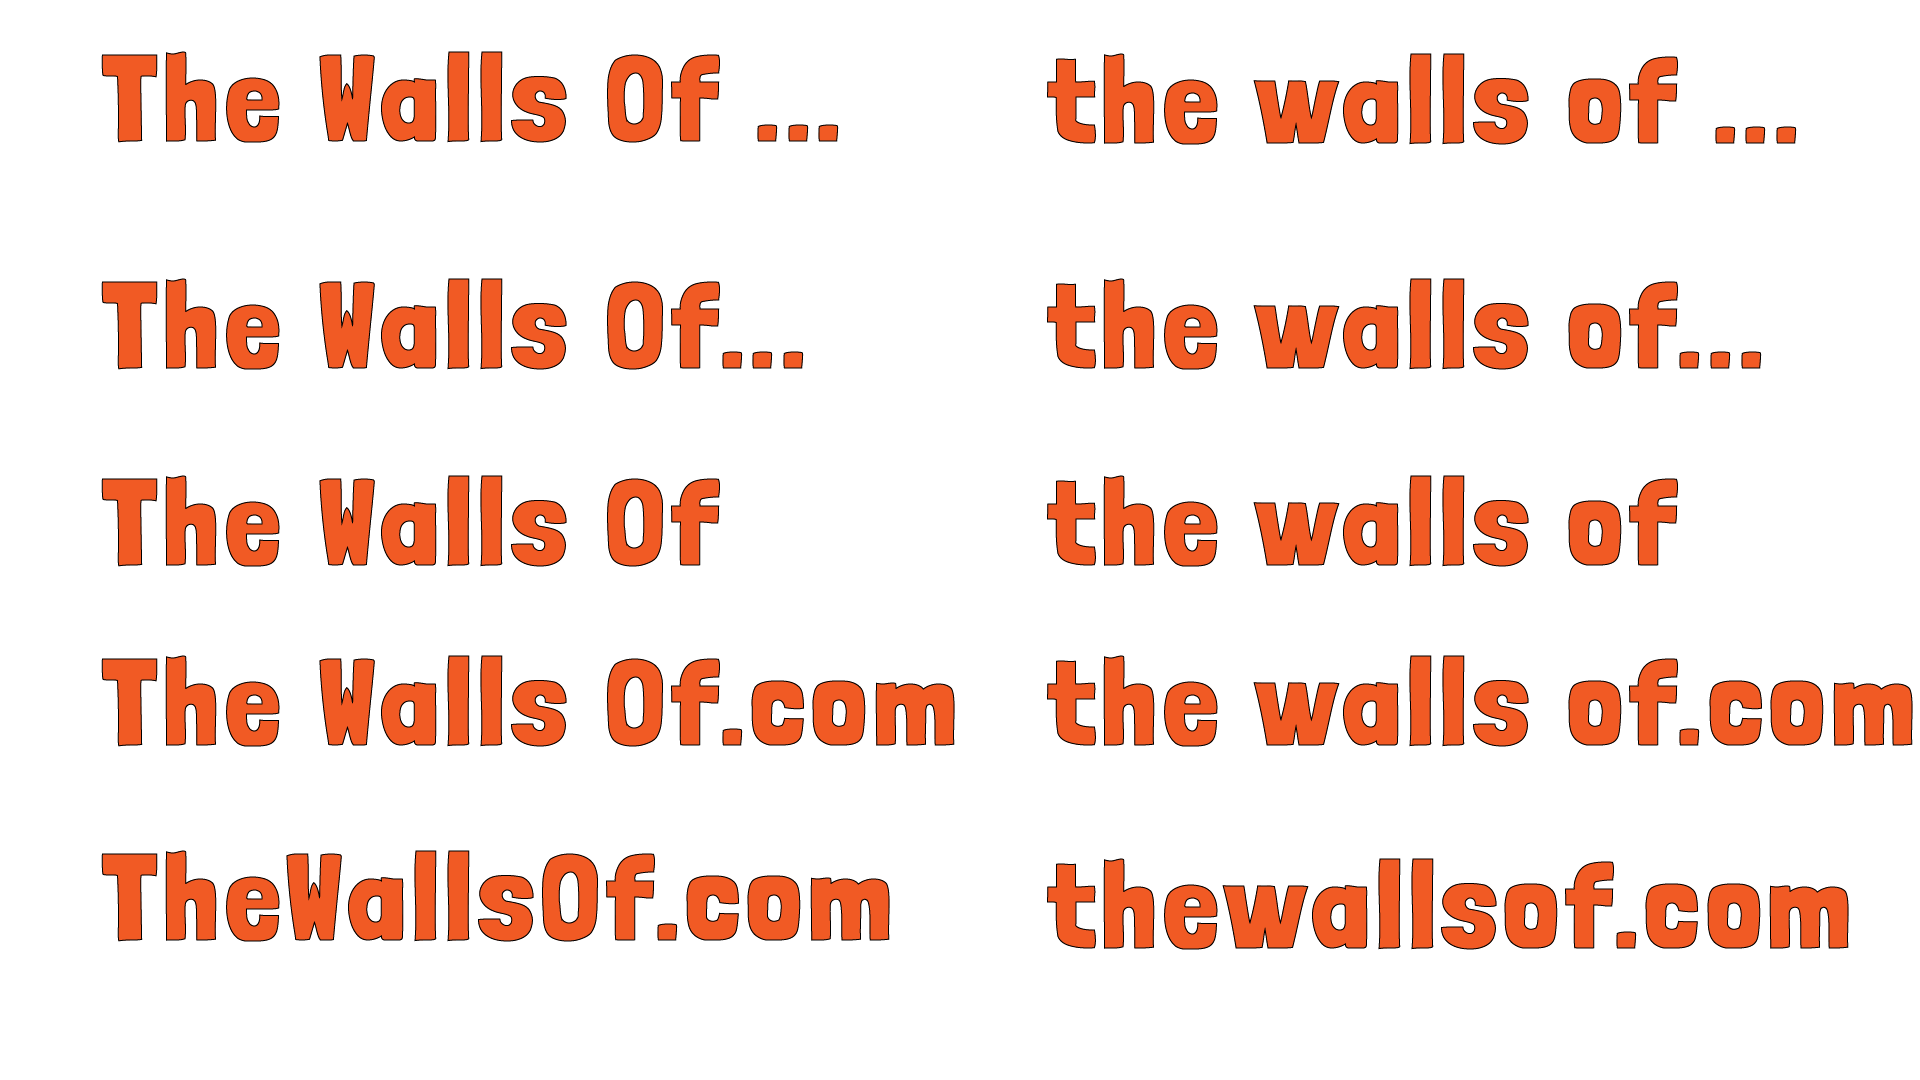 The Walls Of ...
the walls of ...
The Walls Of...
the walls of...
The Walls Of
the walls of
The Walls Of.com
the walls of.com
TheWallsOf.com
thewallsof.com